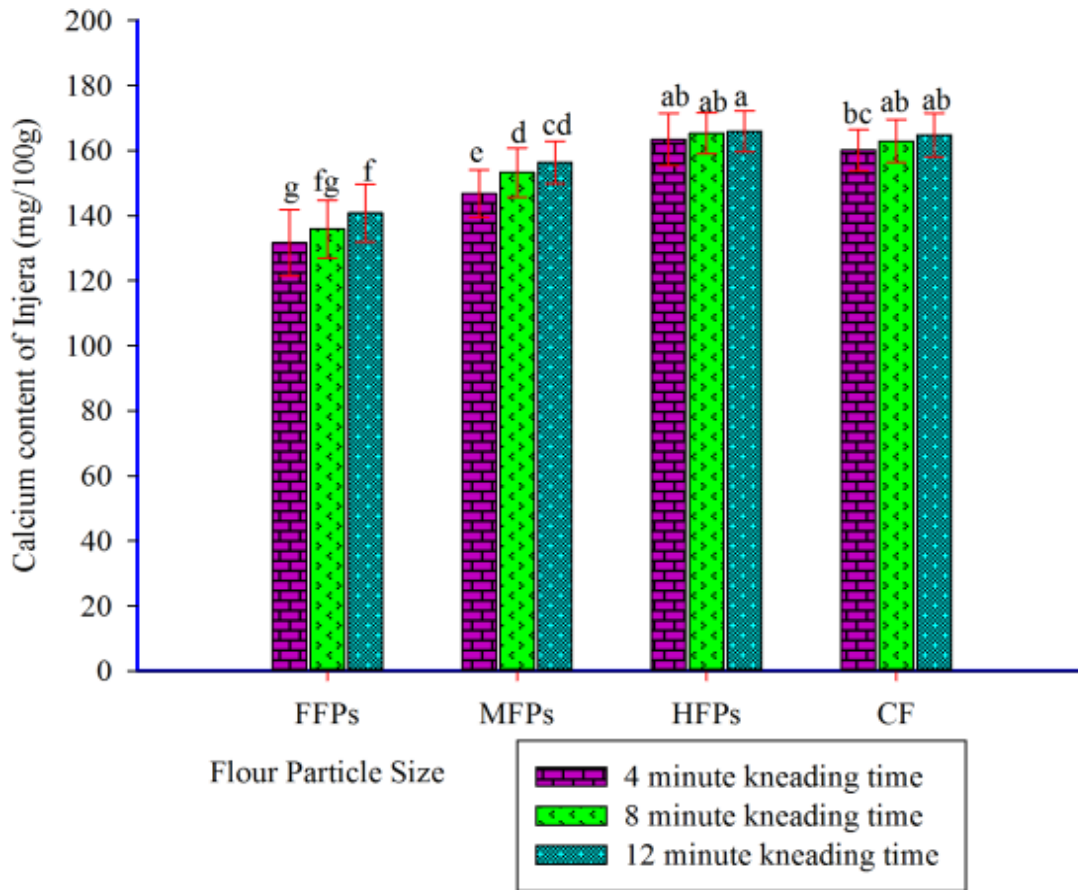 Calcium content of Injera (mg/100g)
200
180
160
140
120
100
80
60
40
20
0
g fg f
e d cd
ab ab a
bc ab ab
FFPs MFPs HFPs CF
Flour Particle Size
4 minute kneading time
8 minute kneading time
12 minute kneading time